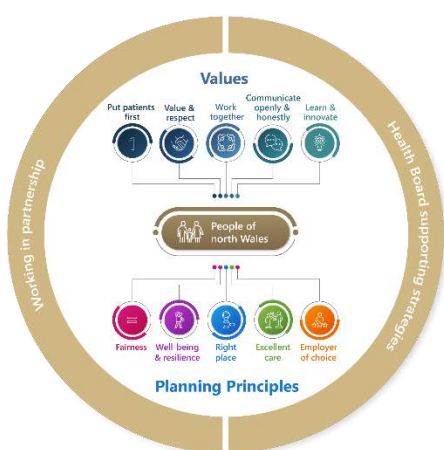 Values
Put patients
first
Value &
respect
Work
together
Communicate
openly &
honestly
Learn &
innovate
1
Working in partnership
Health Board supporting strategies
People of
north Wales
Fairness
Well being
& resilience
Right
place
Excellent
care
Employer
of choice
Planning Principles